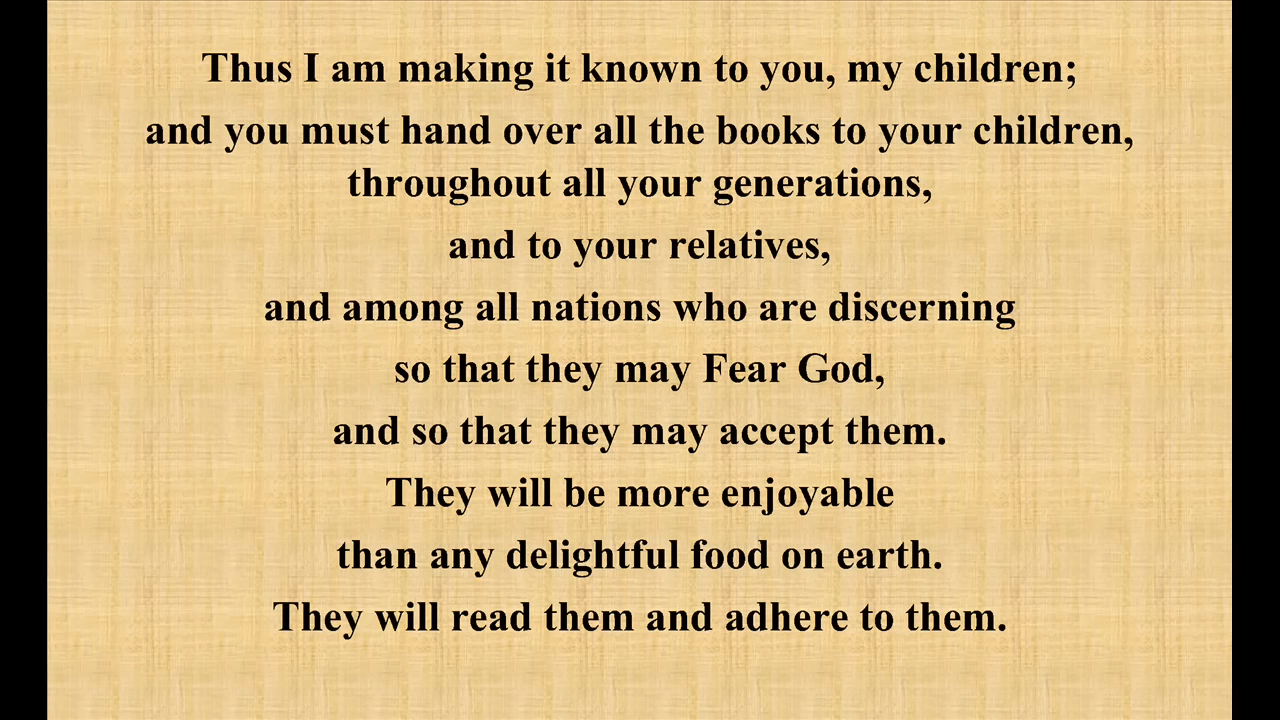 Thus I am making it known to you, my children;
and you must hand over all the books to your children,
throughout all your generations,
and to your relatives,
and among all nations who are discerning
so that they may Fear God,
and so that they may accept them.
They will be more enjoyable
than any delightful food on earth.
They will read them and adhere to them.